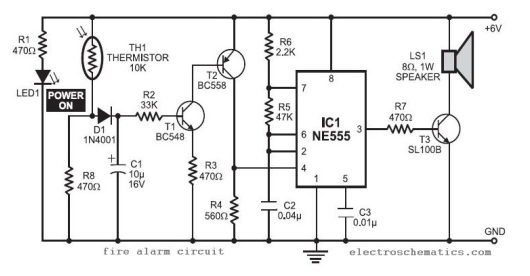 +6V
R1
470Ω
TH1
THERMISTOR
10K
R6
2.2K
LS1
8Ω, 1W
SPEAKER
T2
BC558
7
8
LED1
POWER
ON
R2
33K
R5
47K
IC1
NE555
R7
470Ω
D1
1N4001
T1
BC548
6
2
3
T3
SL100B
R8
470Ω
+
C1
10µ
16V
R3
470Ω
4
R4
560Ω
C2
0.04µ
1
5
C3
0.01µ
GND
fire alarm circuit
electroschematics.com